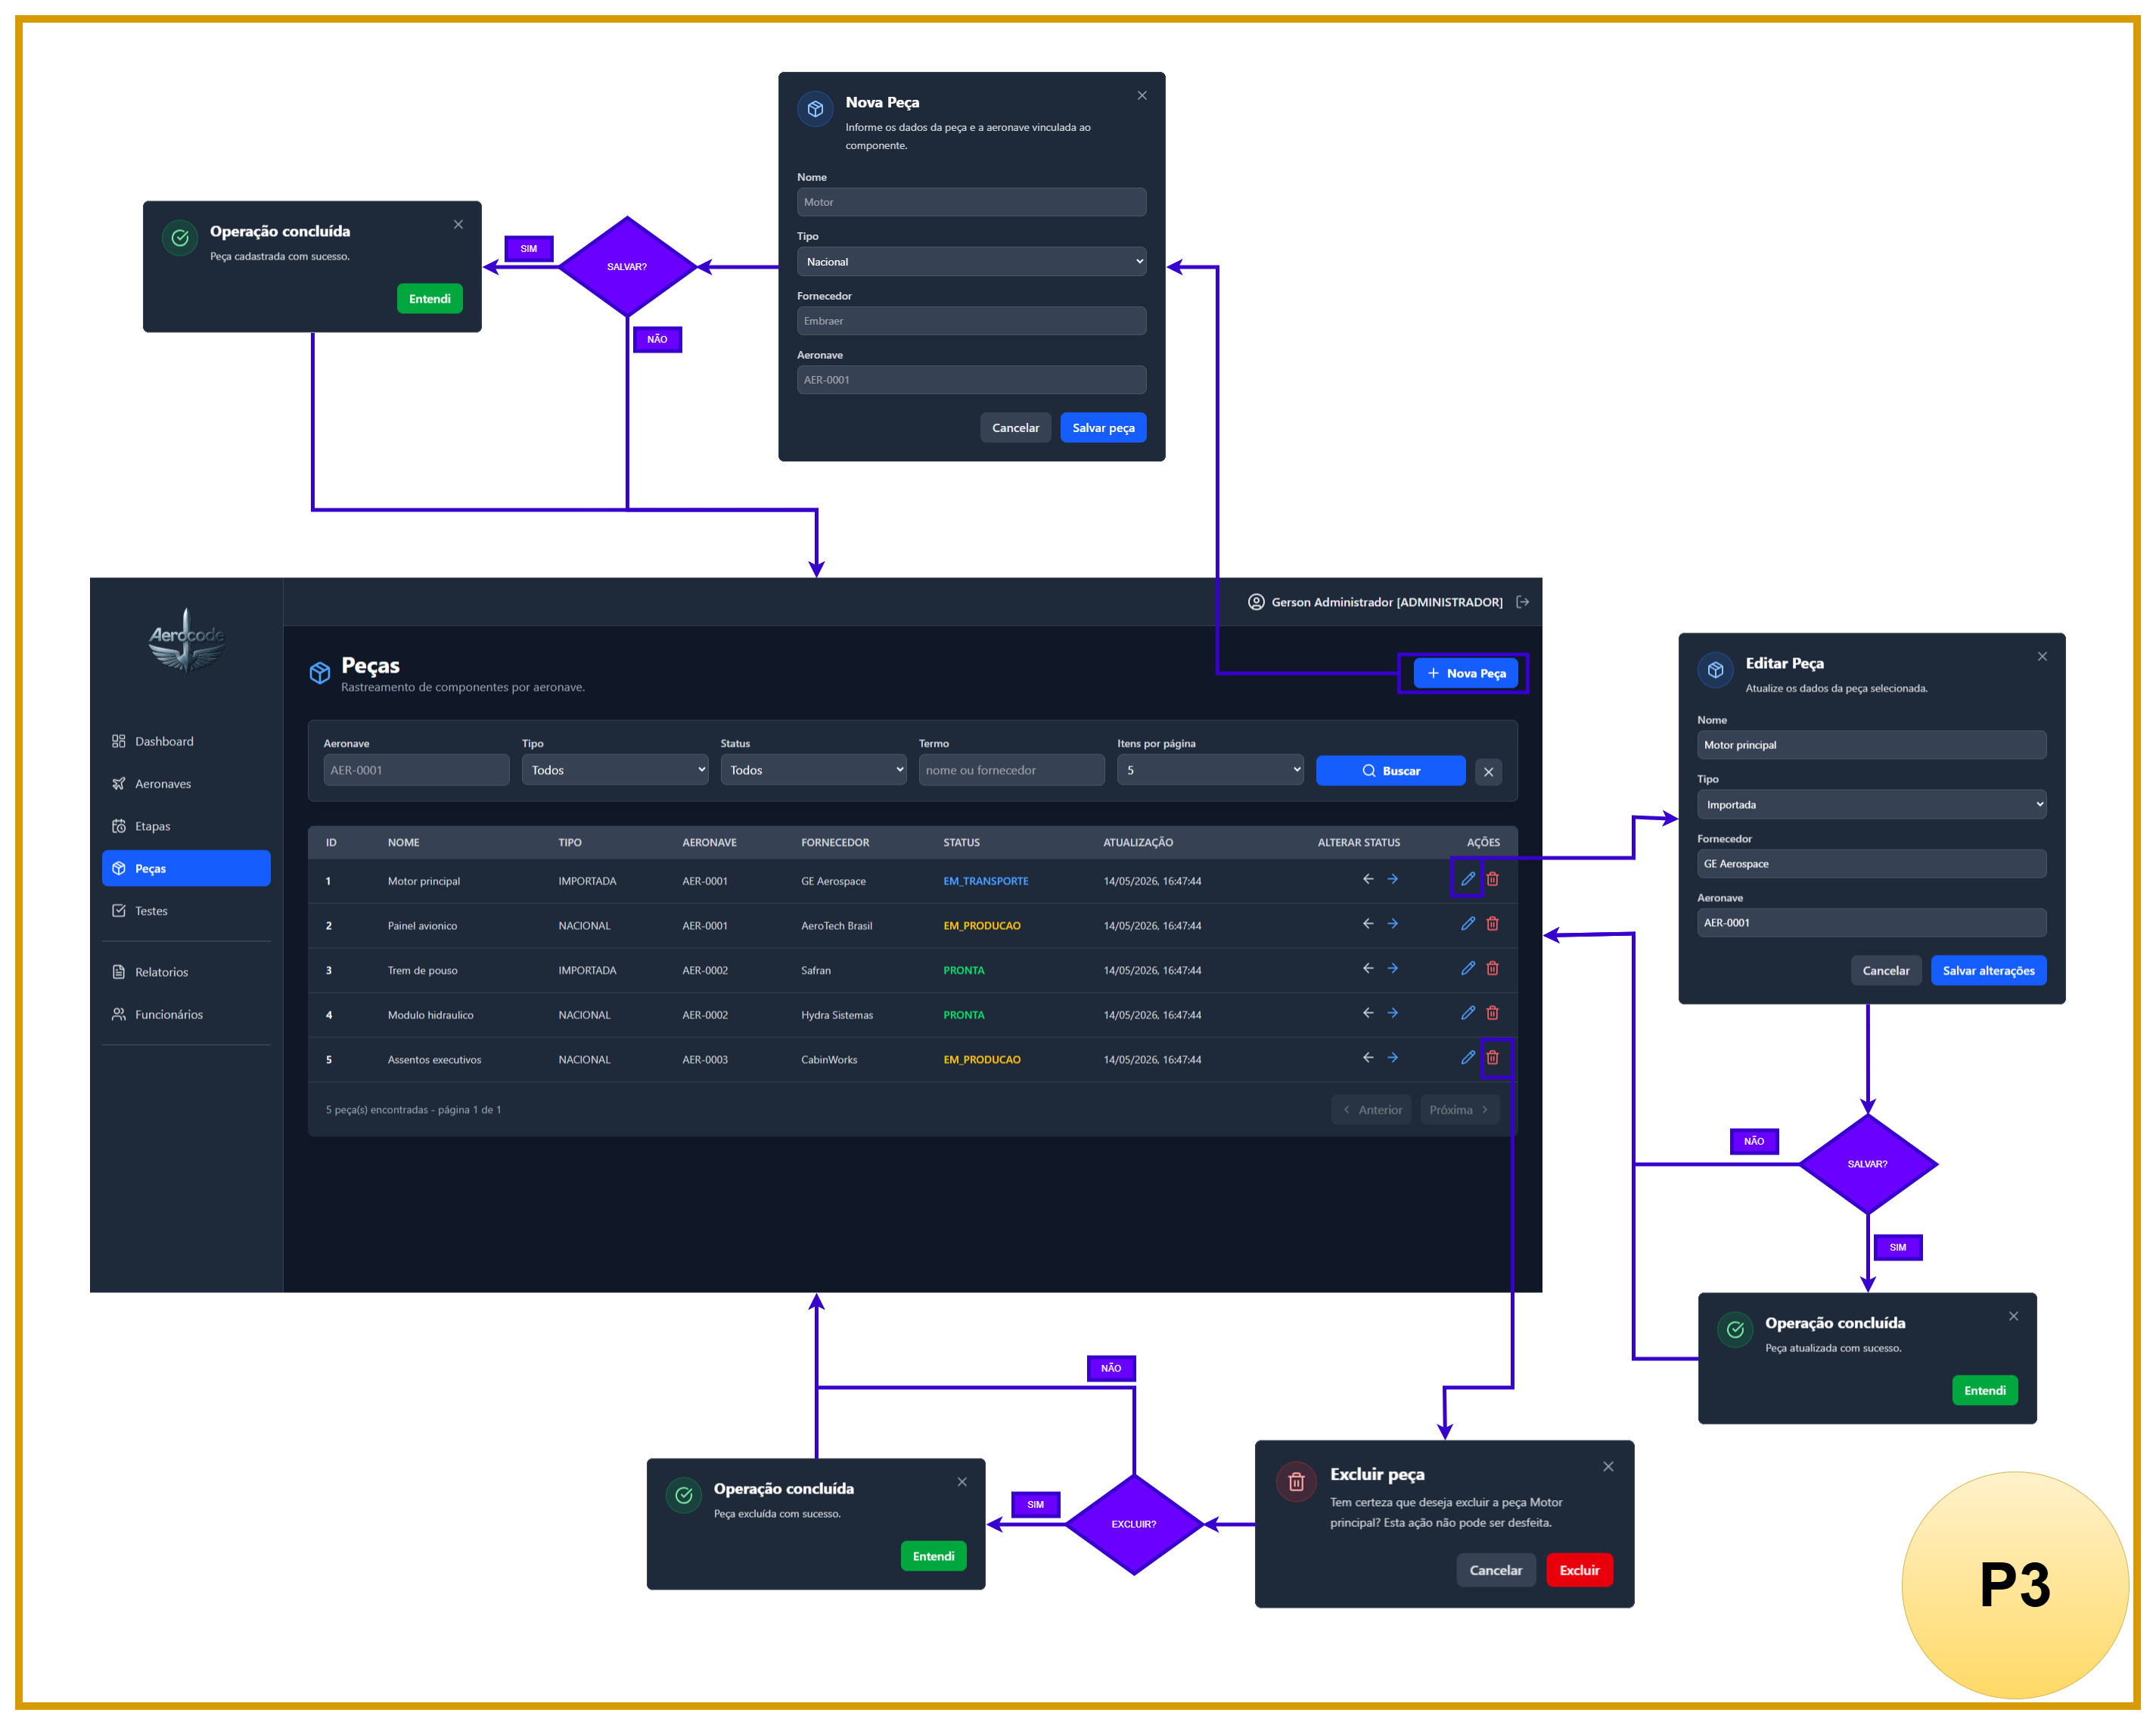 Nova Peça
Informe os dados da peça e a aeronave vinculada ao
componente.
Nome
Motor
Tipo
Nacional
Fornecedor
Embraer
Aeronave
AER-0001
Cancelar
Salvar peça
SALVAR?
SIM
NÃO
Operação concluída
Peça cadastrada com sucesso.
Entendi
Aerocode
Gerson Administrador [ADMINISTRADOR]
Dashboard
Aeronaves
Etapas
Peças
Testes
Relatorios
Funcionários
Peças
Rastreamento de componentes por aeronave.
Nova Peça
Aeronave Tipo Status Termo Itens por página
AER-0001 Todos Todos nome ou fornecedor 5 Buscar
ID NOME TIPO AERONAVE FORNECEDOR STATUS ATUALIZAÇÃO ALTERAR STATUS AÇÕES
1 Motor principal IMPORTADA AER-0001 GE Aerospace EM_TRANSPORTE 14/05/2026, 16:47:44
2 Painel avionico NACIONAL AER-0001 AeroTech Brasil EM_PRODUCAO 14/05/2026, 16:47:44
3 Trem de pouso IMPORTADA AER-0002 Safran PRONTA 14/05/2026, 16:47:44
4 Modulo hidraulico NACIONAL AER-0002 Hydra Sistemas PRONTA 14/05/2026, 16:47:44
5 Assentos executivos NACIONAL AER-0003 CabinWorks EM_PRODUCAO 14/05/2026, 16:47:44
5 peça(s) encontradas - página 1 de 1
Anterior
Próxima
Editar Peça
Atualize os dados da peça selecionada.
Nome
Motor principal
Tipo
Importada
Fornecedor
GE Aerospace
Aeronave
AER-0001
Cancelar
Salvar alterações
SALVAR?
NÃO
SIM
Operação concluída
Peça atualizada com sucesso.
Entendi
Excluir peça
Tem certeza que deseja excluir a peça Motor
principal? Esta ação não pode ser desfeita.
Cancelar
Excluir
EXCLUIR?
NÃO
SIM
Operação concluída
Peça excluída com sucesso.
Entendi
P3